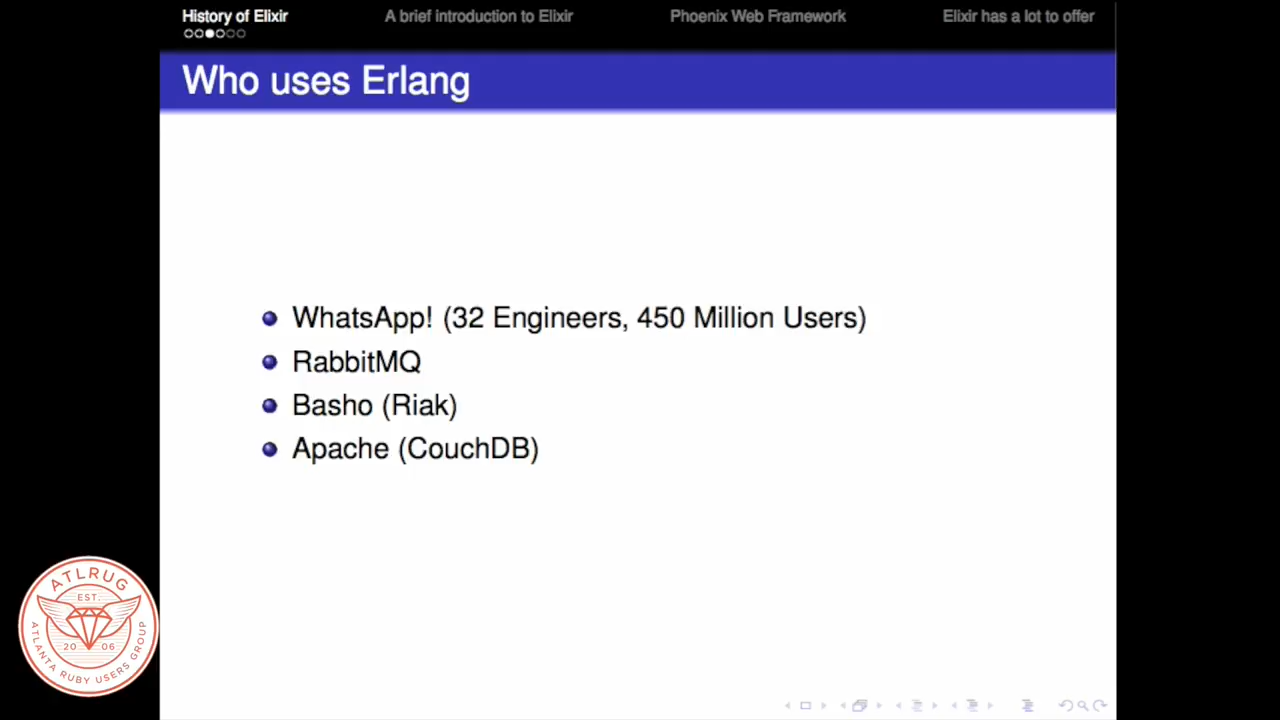 History of Elixir
A brief introduction to Elixir
Phoenix Web Framework
Elixir has a lot to offer
Who uses Erlang
WhatsApp! (32 Engineers, 450 Million Users)
RabbitMQ
Basho (Riak)
Apache (CouchDB)
ATLRUG
EST.
20 06
ATLANTA RUBY USERS GROUP